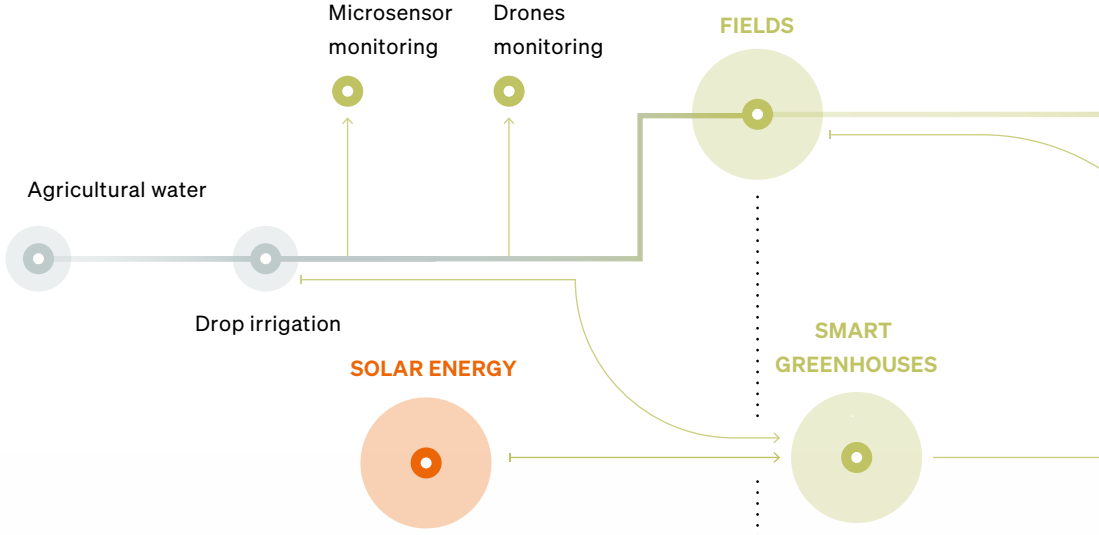 Microsensor
monitoring
Drones
monitoring
FIELDS
Agricultural water
Drop irrigation
SOLAR ENERGY
SMART
GREENHOUSES